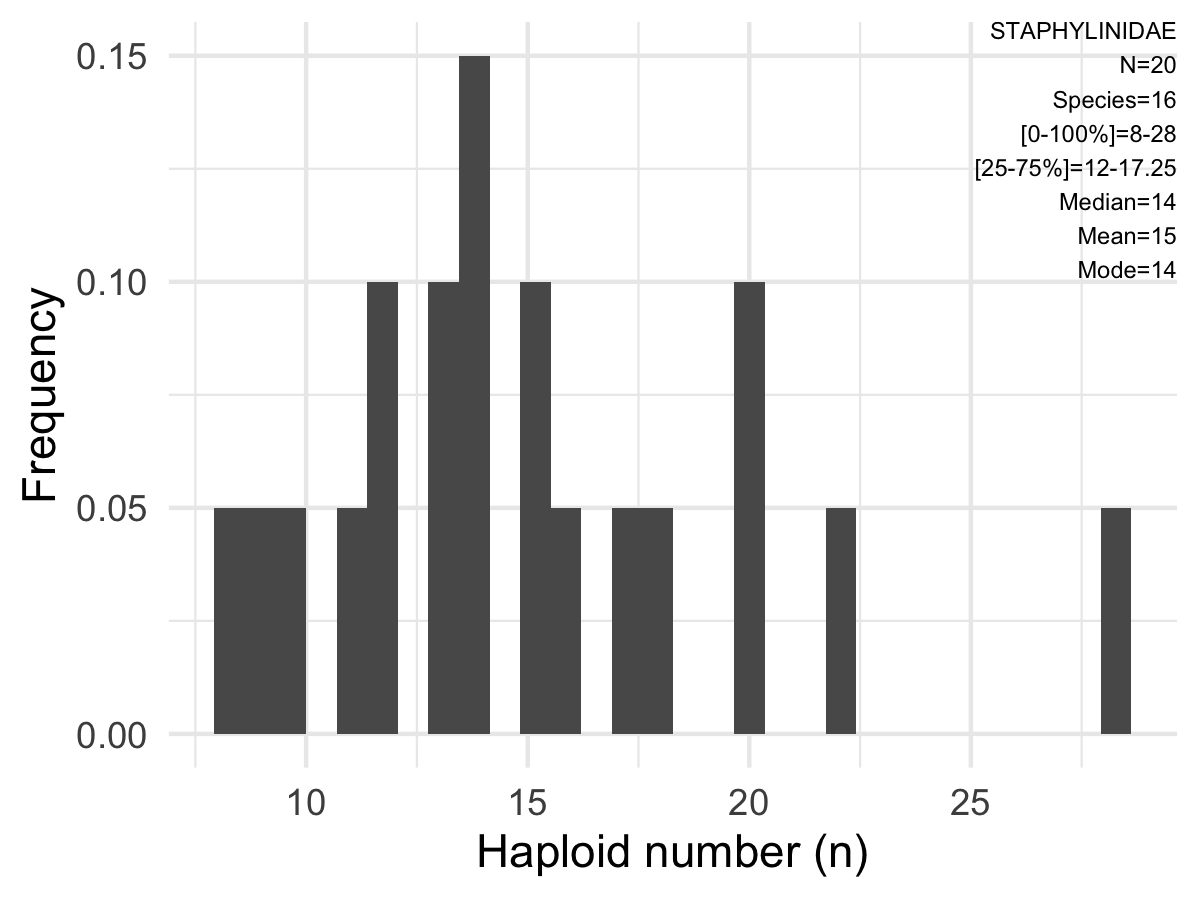 STAPHYLINIDAE
N=20
Species=16
[0-100%]=8-28
[25-75%]=12-17.25
Median=14
Mean=15
Mode=14
0.15
0.10
0.05
0.00
Frequency
10 15 20 25
Haploid number (n)